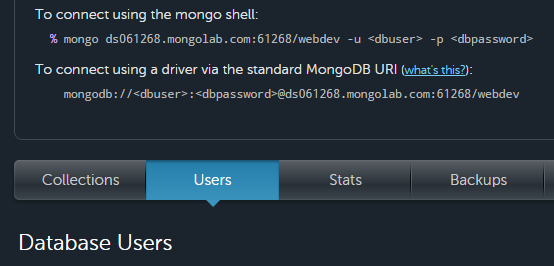 To connect using the mongo shell:
% mongo ds061268.mongolab.com:61268/webdev -u <dbuser> -p <dbpassword>
To connect using a driver via the standard MongoDB URI (what's this?):
mongodb://<dbuser>:<dbpassword>@ds061268.mongolab.com:61268/webdev
Collections Users Stats Backups
Database Users